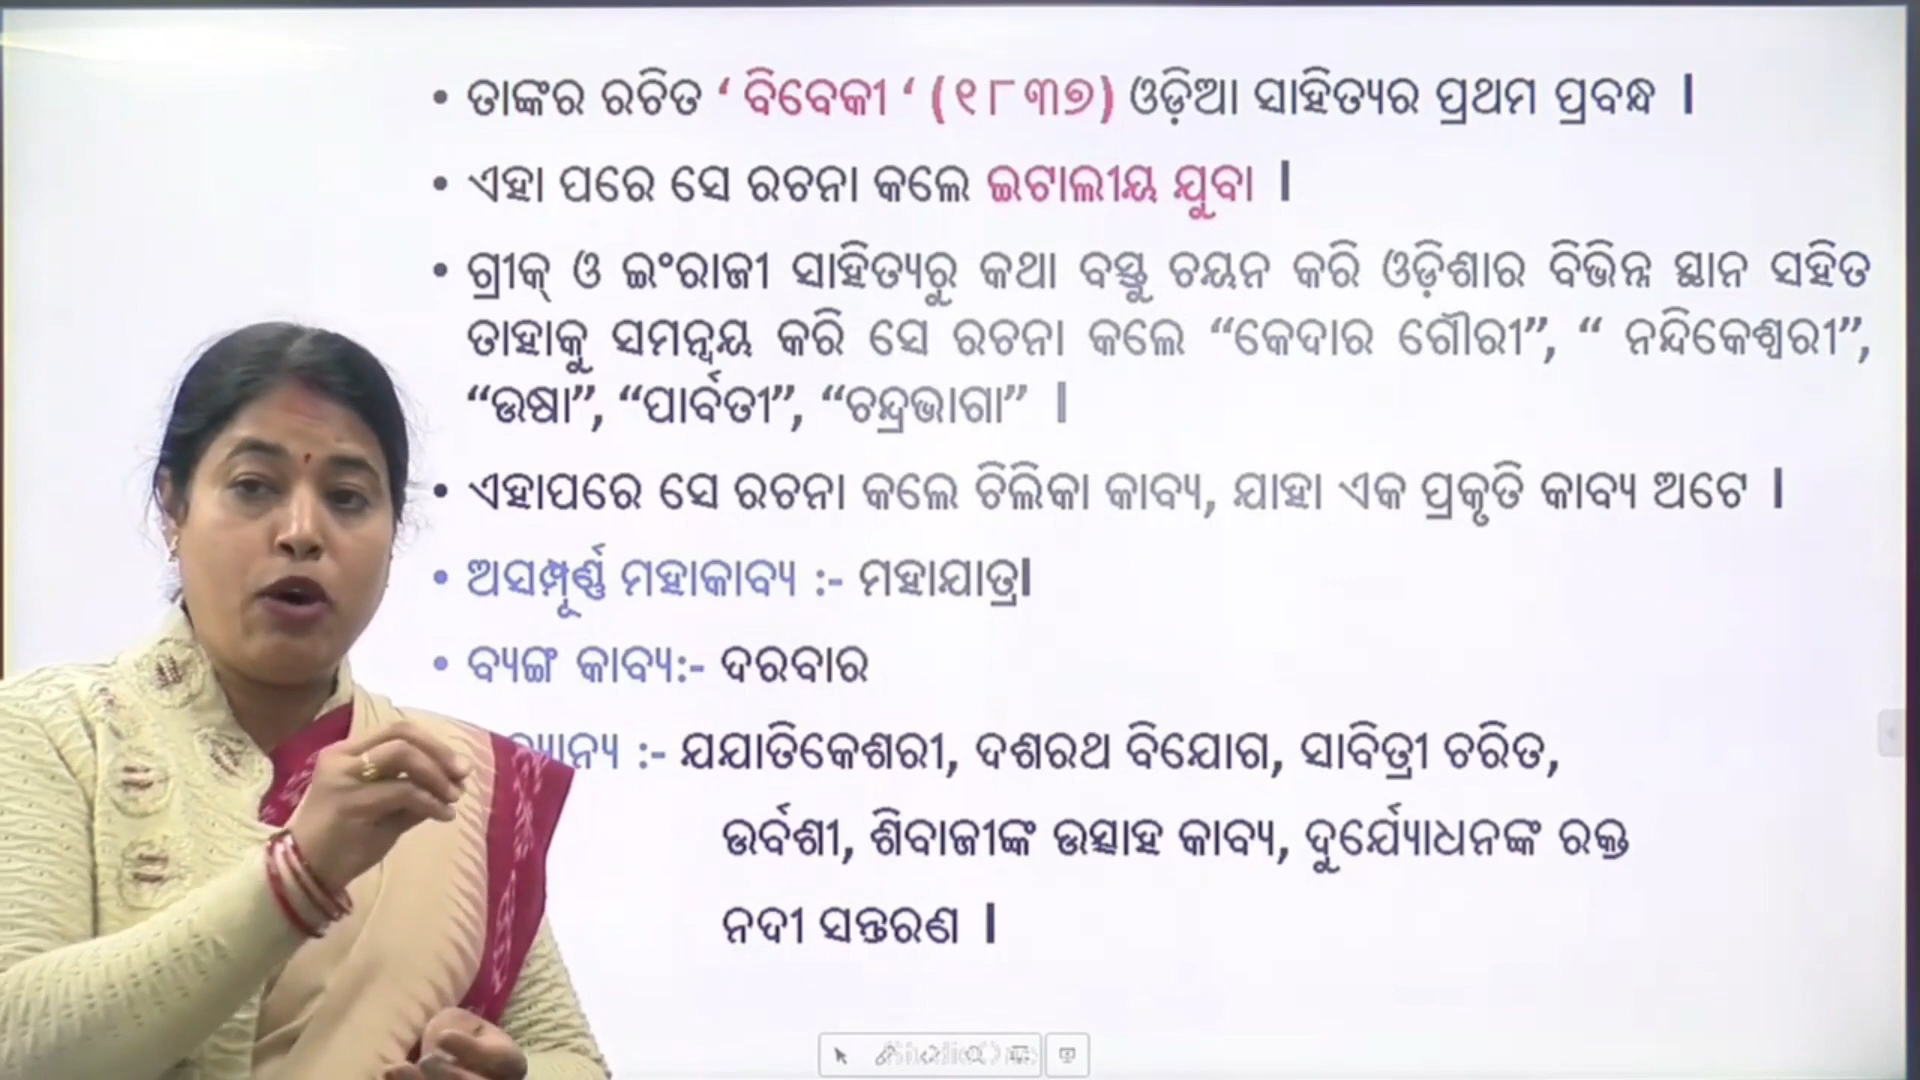 • ତାଙ୍କର ରଚିତ ‘ ବିବେକୀ ‘ (୧୮୩୭) ଓଡ଼ିଆ ସାହିତ୍ୟର ପ୍ରଥମ ପ୍ରବନ୍ଧ ।
• ଏହା ପରେ ସେ ରଚନା କଲେ ଇଟାଲୀୟ ଯୁବା ।
• ଗ୍ରୀକ୍ ଓ ଇଂରାଜୀ ସାହିତ୍ୟରୁ କଥା ବସ୍ତୁ ଚୟନ କରି ଓଡ଼ିଶାର ବିଭିନ୍ନ ସ୍ଥାନ ସହିତ
ତାହାକୁ ସମନ୍ୱୟ କରି ସେ ରଚନା କଲେ “କେଦାର ଗୌରୀ”, “ ନନ୍ଦିକେଶ୍ୱରୀ”,
“ଉଷା”, “ପାର୍ବତୀ”, “ଚନ୍ଦ୍ରଭାଗା” ।
• ଏହାପରେ ସେ ରଚନା କଲେ ଚିଲିକା କାବ୍ୟ, ଯାହା ଏକ ପ୍ରକୃତି କାବ୍ୟ ଅଟେ ।
• ଅସମ୍ପୂର୍ଣ୍ଣ ମହାକାବ୍ୟ :- ମହାଯାତ୍ରା
• ବ୍ୟଙ୍ଗ କାବ୍ୟ:- ଦରବାର
:- ଯଯାତିକେଶରୀ, ଦଶରଥ ବିଯୋଗ, ସାବିତ୍ରୀ ଚରିତ,
ଉର୍ବଶୀ, ଶିବାଜୀଙ୍କ ଉତ୍ସାହ କାବ୍ୟ, ଦୁର୍ଯ୍ୟୋଧନଙ୍କ ରକ୍ତ
ନଦୀ ସନ୍ତରଣ ।